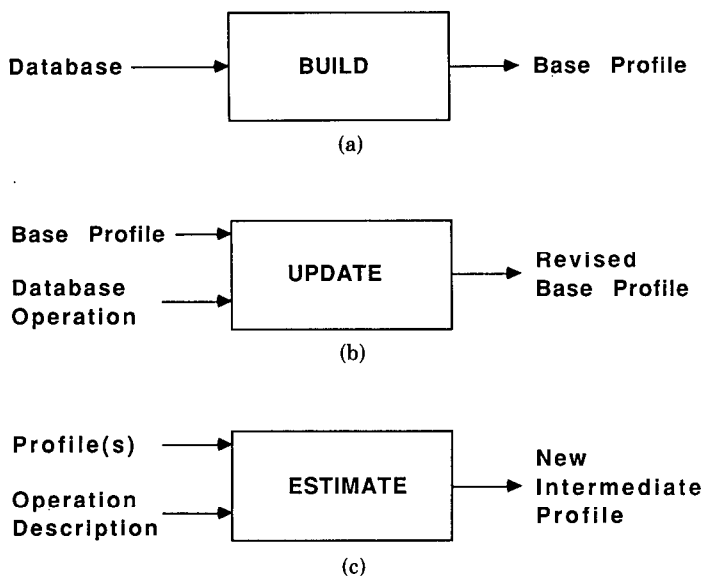 Database
BUILD
Base Profile
(a)
Base Profile
Database
Operation
UPDATE
Revised
Base Profile
(b)
Profile(s)
Operation
Description
ESTIMATE
New
Intermediate
Profile
(c)